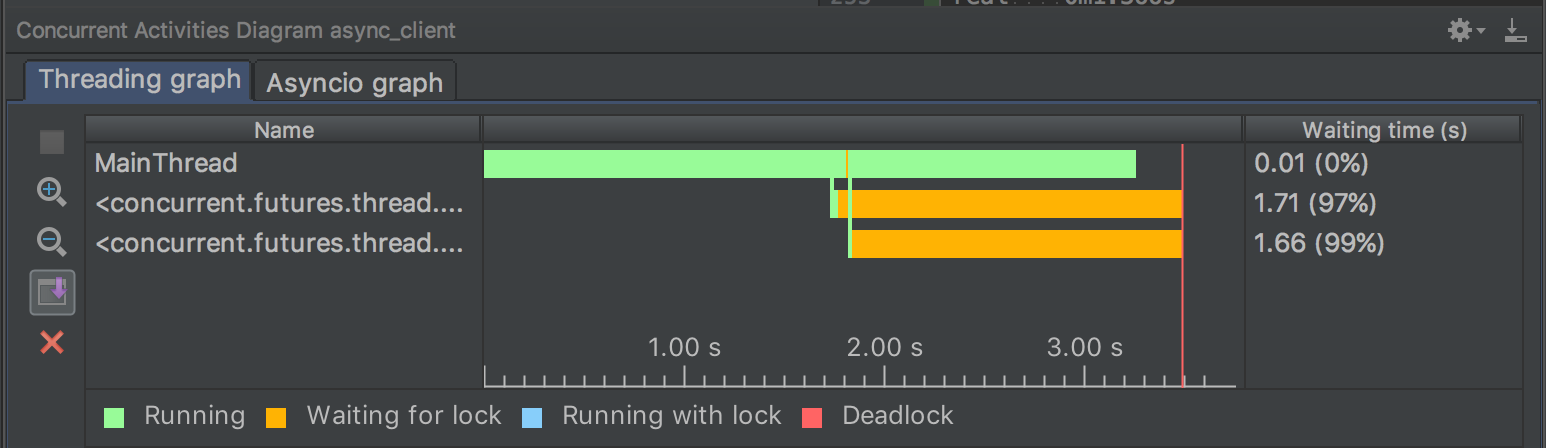 Concurrent Activities Diagram async_client
Threading graph
Asyncio graph
Name
Waiting time (s)
MainThread
0.01 (0%)
<concurrent.futures.thread....
1.71 (97%)
<concurrent.futures.thread....
1.66 (99%)
1.00 s
2.00 s
3.00 s
Running
Waiting for lock
Running with lock
Deadlock